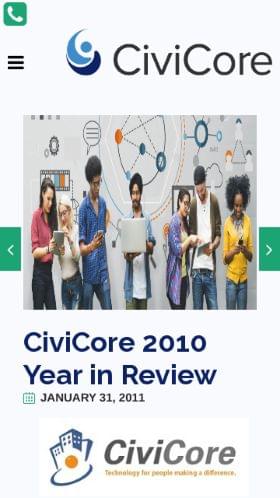 CiviCore
CiviCore 2010
Year in Review
JANUARY 31, 2011
CiviCore
Technology for people making a difference.